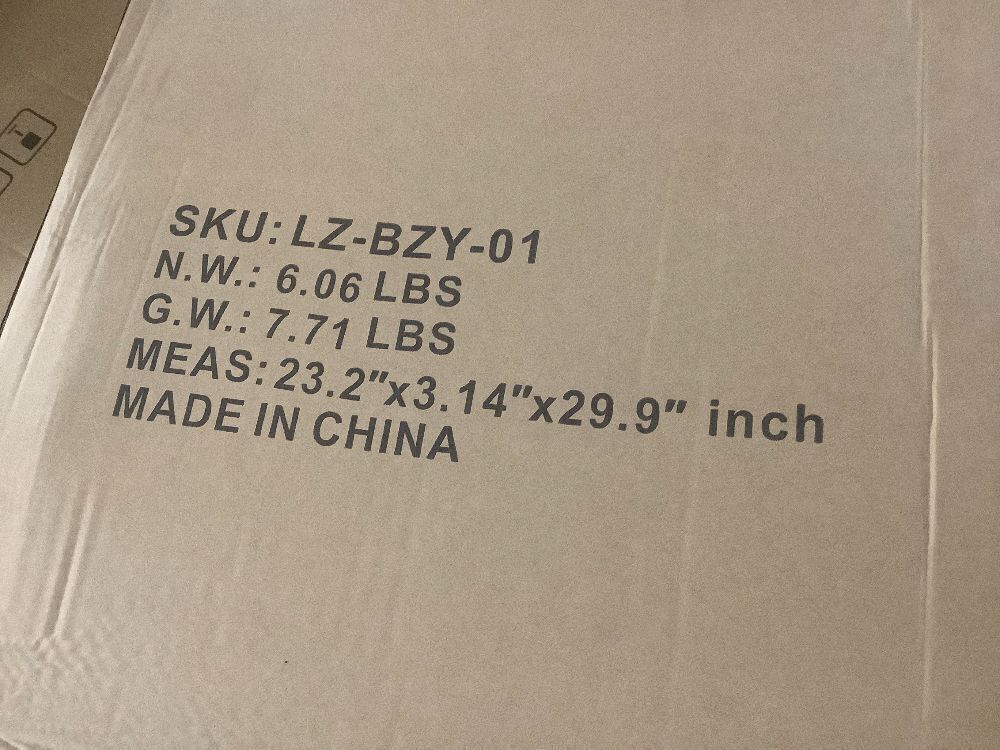 SKU: LZ-BZY-01
N.W.: 6.06 LBS
G.W.: 7.71 LBS
MEAS: 23.2"x3.14"x29.9" inch
MADE IN CHINA